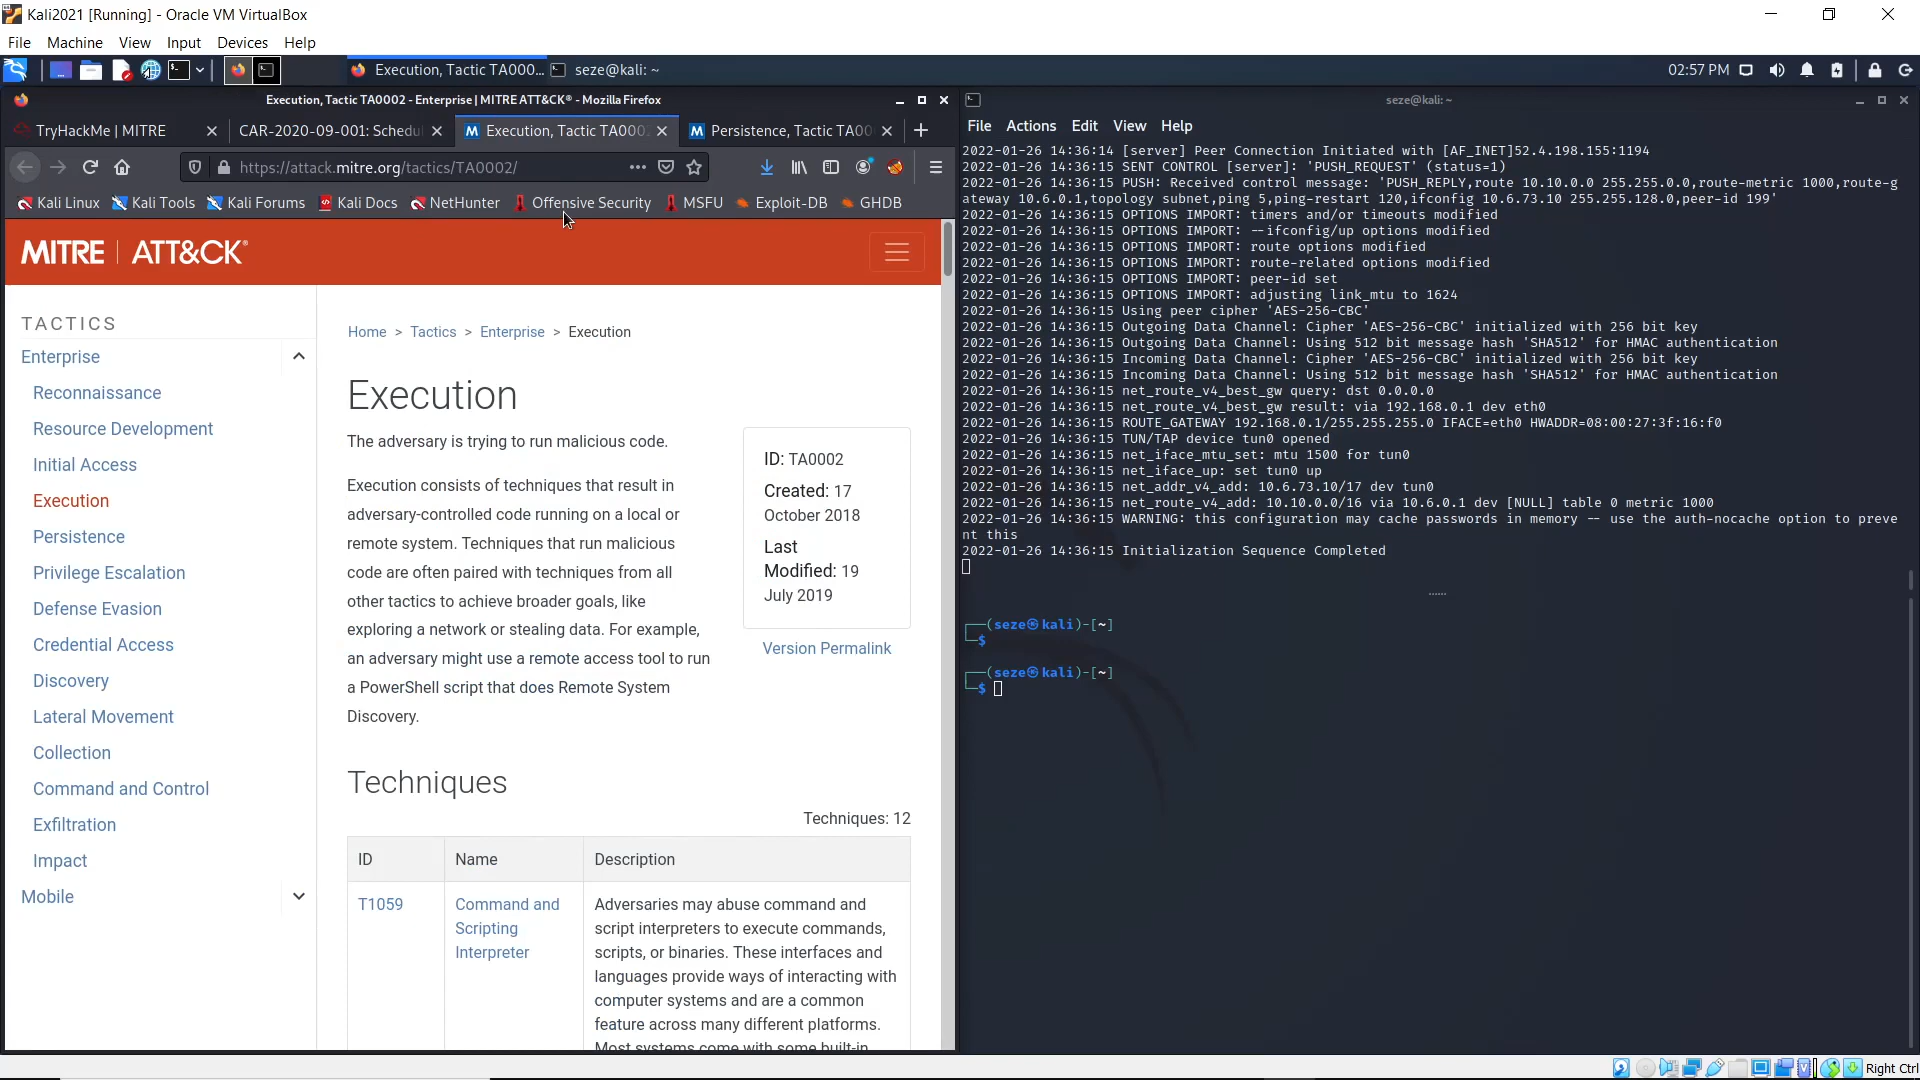 Kali2021 [Running] - Oracle VM VirtualBox
File Machine View Input Devices Help
Execution, Tactic TA000... seze@kali: ~ 02:57 PM
Execution, Tactic TA0002 - Enterprise | MITRE ATT&CK® - Mozilla Firefox
TryHackMe | MITRE CAR-2020-09-001: Schedul Execution, Tactic TA0002 Persistence, Tactic TA00
https://attack.mitre.org/tactics/TA0002/
Kali Linux Kali Tools Kali Forums Kali Docs NetHunter Offensive Security MSFU Exploit-DB GHDB
MITRE | ATT&CK®
TACTICS
Enterprise
Reconnaissance
Resource Development
Initial Access
Execution
Persistence
Privilege Escalation
Defense Evasion
Credential Access
Discovery
Lateral Movement
Collection
Command and Control
Exfiltration
Impact
Mobile
Home > Tactics > Enterprise > Execution
Execution
The adversary is trying to run malicious code.
Execution consists of techniques that result in
adversary-controlled code running on a local or
remote system. Techniques that run malicious
code are often paired with techniques from all
other tactics to achieve broader goals, like
exploring a network or stealing data. For example,
an adversary might use a remote access tool to run
a PowerShell script that does Remote System
Discovery.
ID: TA0002
Created: 17
October 2018
Last
Modified: 19
July 2019
Version Permalink
Techniques
Techniques: 12
ID Name Description
T1059
Command and
Scripting
Interpreter
Adversaries may abuse command and
script interpreters to execute commands,
scripts, or binaries. These interfaces and
languages provide ways of interacting with
computer systems and are a common
feature across many different platforms.
Most systems come with some built-in
seze@kali: ~
File Actions Edit View Help
2022-01-26 14:36:14 [server] Peer Connection Initiated with [AF_INET]52.4.198.155:1194
2022-01-26 14:36:15 SENT CONTROL [server]: 'PUSH_REQUEST' (status=1)
2022-01-26 14:36:15 PUSH: Received control message: 'PUSH_REPLY,route 10.10.0.0 255.255.0.0,route-metric 1000,route-g
ateway 10.6.0.1,topology subnet,ping 5,ping-restart 120,ifconfig 10.6.73.10 255.255.128.0,peer-id 199'
2022-01-26 14:36:15 OPTIONS IMPORT: timers and/or timeouts modified
2022-01-26 14:36:15 OPTIONS IMPORT: --ifconfig/up options modified
2022-01-26 14:36:15 OPTIONS IMPORT: route options modified
2022-01-26 14:36:15 OPTIONS IMPORT: route-related options modified
2022-01-26 14:36:15 OPTIONS IMPORT: peer-id set
2022-01-26 14:36:15 OPTIONS IMPORT: adjusting link_mtu to 1624
2022-01-26 14:36:15 Using peer cipher 'AES-256-CBC'
2022-01-26 14:36:15 Outgoing Data Channel: Cipher 'AES-256-CBC' initialized with 256 bit key
2022-01-26 14:36:15 Outgoing Data Channel: Using 512 bit message hash 'SHA512' for HMAC authentication
2022-01-26 14:36:15 Incoming Data Channel: Cipher 'AES-256-CBC' initialized with 256 bit key
2022-01-26 14:36:15 Incoming Data Channel: Using 512 bit message hash 'SHA512' for HMAC authentication
2022-01-26 14:36:15 net_route_v4_best_gw query: dst 0.0.0.0
2022-01-26 14:36:15 net_route_v4_best_gw result: via 192.168.0.1 dev eth0
2022-01-26 14:36:15 ROUTE_GATEWAY 192.168.0.1/255.255.255.0 IFACE=eth0 HWADDR=08:00:27:3f:16:f0
2022-01-26 14:36:15 TUN/TAP device tun0 opened
2022-01-26 14:36:15 net_iface_mtu_set: mtu 1500 for tun0
2022-01-26 14:36:15 net_iface_up: set tun0 up
2022-01-26 14:36:15 net_addr_v4_add: 10.6.73.10/17 dev tun0
2022-01-26 14:36:15 net_route_v4_add: 10.10.0.0/16 via 10.6.0.1 dev [NULL] table 0 metric 1000
2022-01-26 14:36:15 WARNING: this configuration may cache passwords in memory -- use the auth-nocache option to preve
nt this
2022-01-26 14:36:15 Initialization Sequence Completed
┌──(seze㉿kali)-[~]
└─$
┌──(seze㉿kali)-[~]
└─$
Right Ctrl